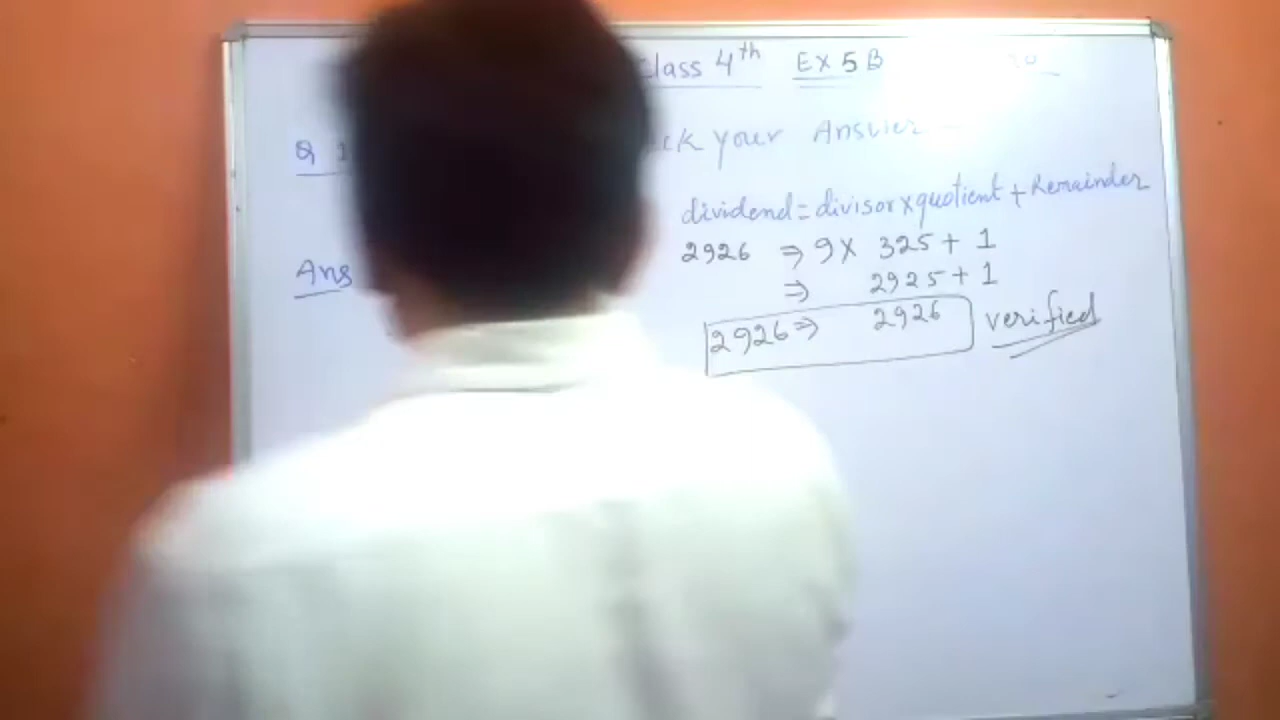 Class 4th EX 5 B
Q 1
your Answer
dividend = divisor x quotient + Remainder
2926 ⇒ 9 X 325 + 1
Ans ⇒ 2925 + 1
2926 ⇒ 2926 verified